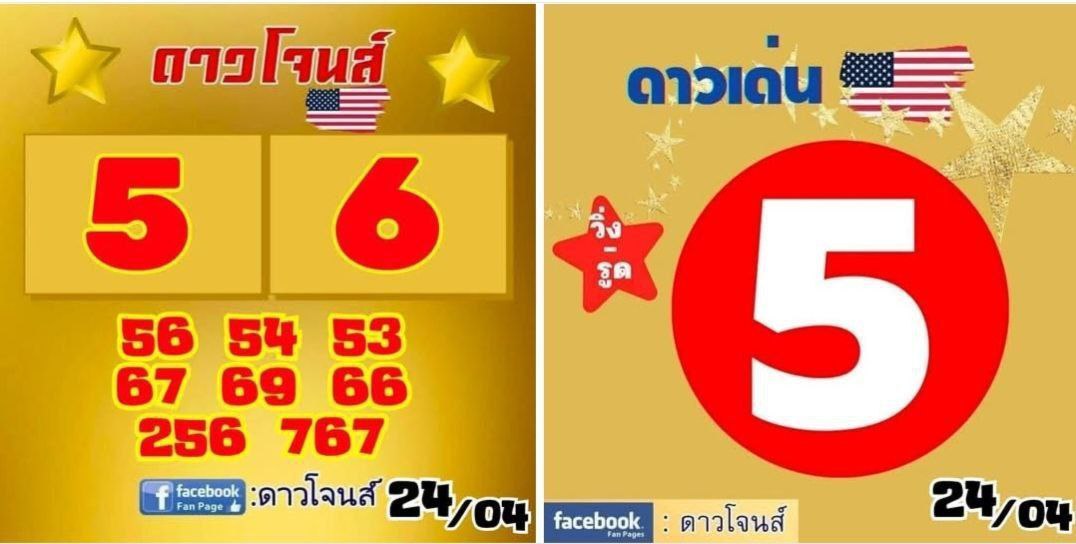 ดาวโจนส์
5 6
56 54 53
67 69 66
256 767
facebook Fan Page :ดาวโจนส์ 24/04
ดาวเด่น
วิ่ง
-
รูด
5
facebook. Fan Pages : ดาวโจนส์ 24/04